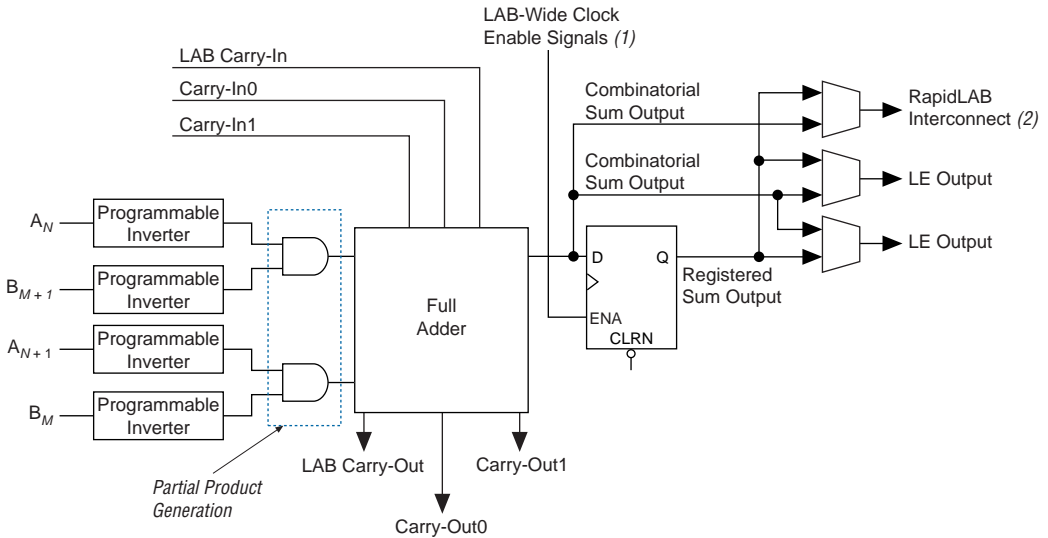 LAB-Wide Clock
Enable Signals (1)
LAB Carry-In
Carry-In0
Carry-In1
Combinatorial
Sum Output
RapidLAB
Interconnect (2)
Combinatorial
Sum Output
LE Output
LE Output
A_N
Programmable
Inverter
B_{M + 1}
Programmable
Inverter
A_{N + 1}
Programmable
Inverter
B_M
Programmable
Inverter
Full
Adder
D
Q
ENA
CLRN
Registered
Sum Output
LAB Carry-Out
Carry-Out1
Carry-Out0
Partial Product
Generation